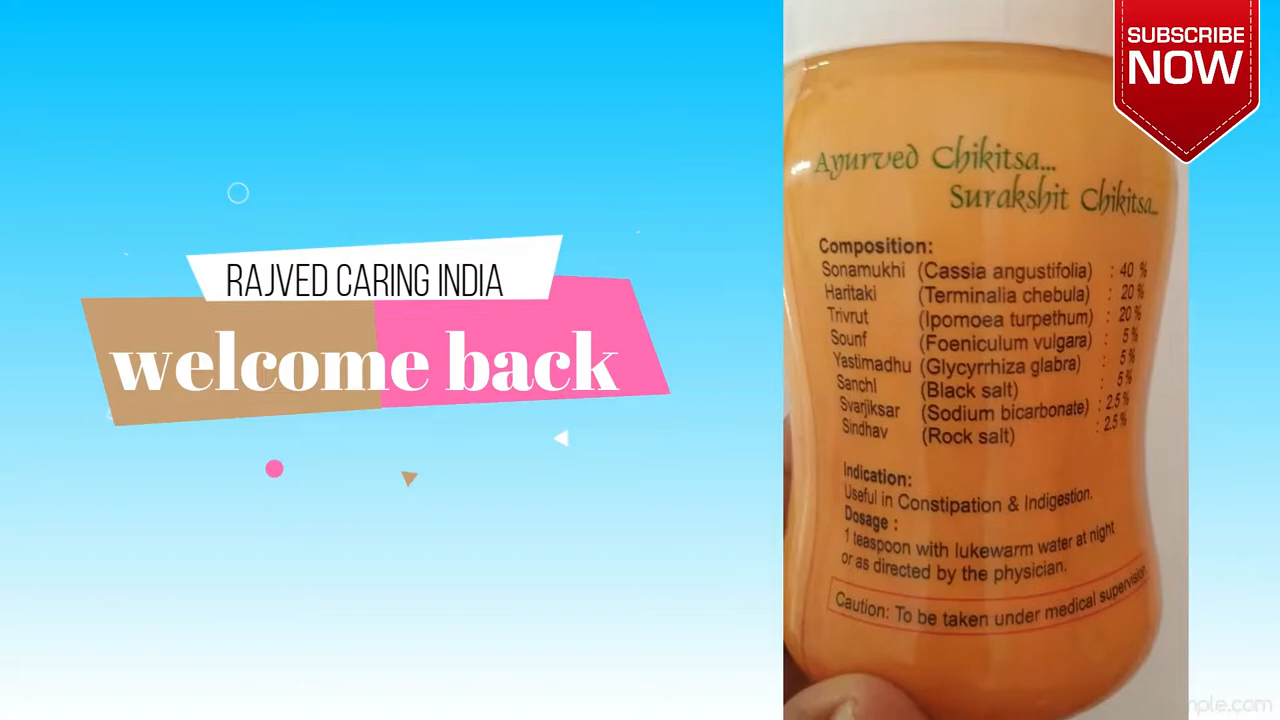 RAJVED CARING INDIA
welcome back
SUBSCRIBE
NOW
Ayurved Chikitsa...
Surakshit Chikitsa...
Composition:
Sonamukhi (Cassia angustifolia) : 40 %
Haritaki (Terminalia chebula) : 20 %
Trivrut (Ipomoea turpethum) : 20 %
Sounf (Foeniculum vulgara) : 5 %
Yastimadhu (Glycyrrhiza glabra) : 5 %
Sanchl (Black salt) : 5 %
Svarjiksar (Sodium bicarbonate) : 2.5 %
Sindhav (Rock salt) : 2.5 %
Indication:
Useful in Constipation & Indigestion.
Dosage :
1 teaspoon with lukewarm water at night
or as directed by the physician.
Caution: To be taken under medical supervision